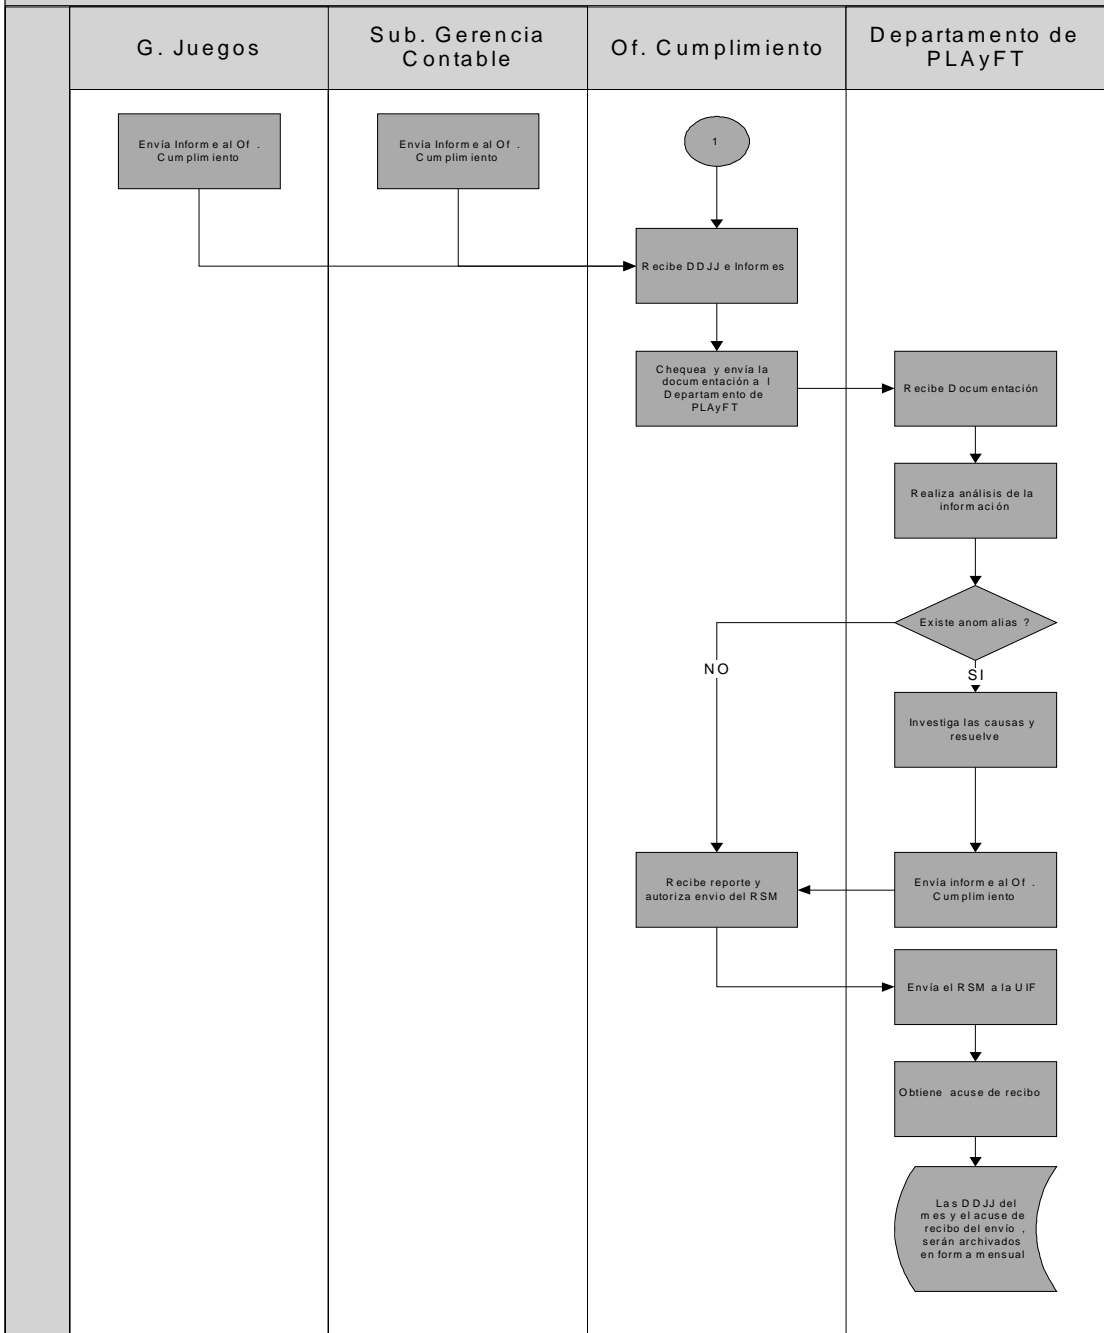 G. Juegos
Sub. Gerencia
Contable
Of. Cumplimiento
Departamento de
PLAyFT
Envía Informe al Of .
Cumplimiento
Envía Informe al Of .
Cumplimiento
1
Recibe DDJJ e Informes
Chequea y envía la
documentación a l
Departamento de
PLAyFT
Recibe Documentación
Realiza análisis de la
información
Existe anomalias ?
NO
SI
Investiga las causas y
resuelve
Recibe reporte y
autoriza envio del RSM
Envía informe al Of .
Cumplimiento
Envía el RSM a la UIF
Obtiene acuse de recibo
Las DDJJ del
mes y el acuse de
recibo del envío ,
serán archivados
en forma mensual